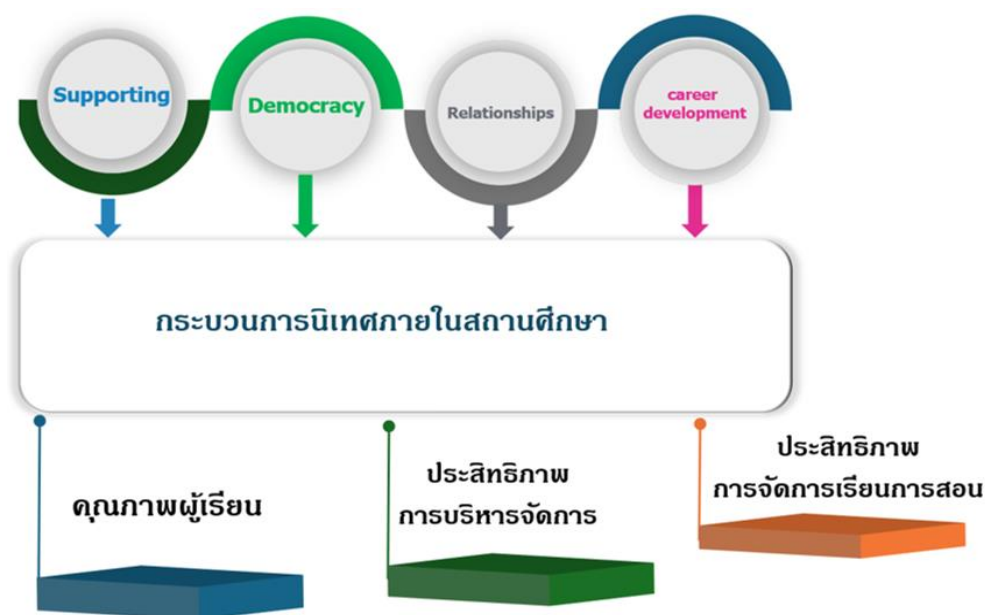 Supporting
Democracy
Relationships
career
development
กระบวนการนิเทศภายในสถานศึกษา
คุณภาพผู้เรียน
ประสิทธิภาพ
การบริหารจัดการ
ประสิทธิภาพ
การจัดการเรียนการสอน